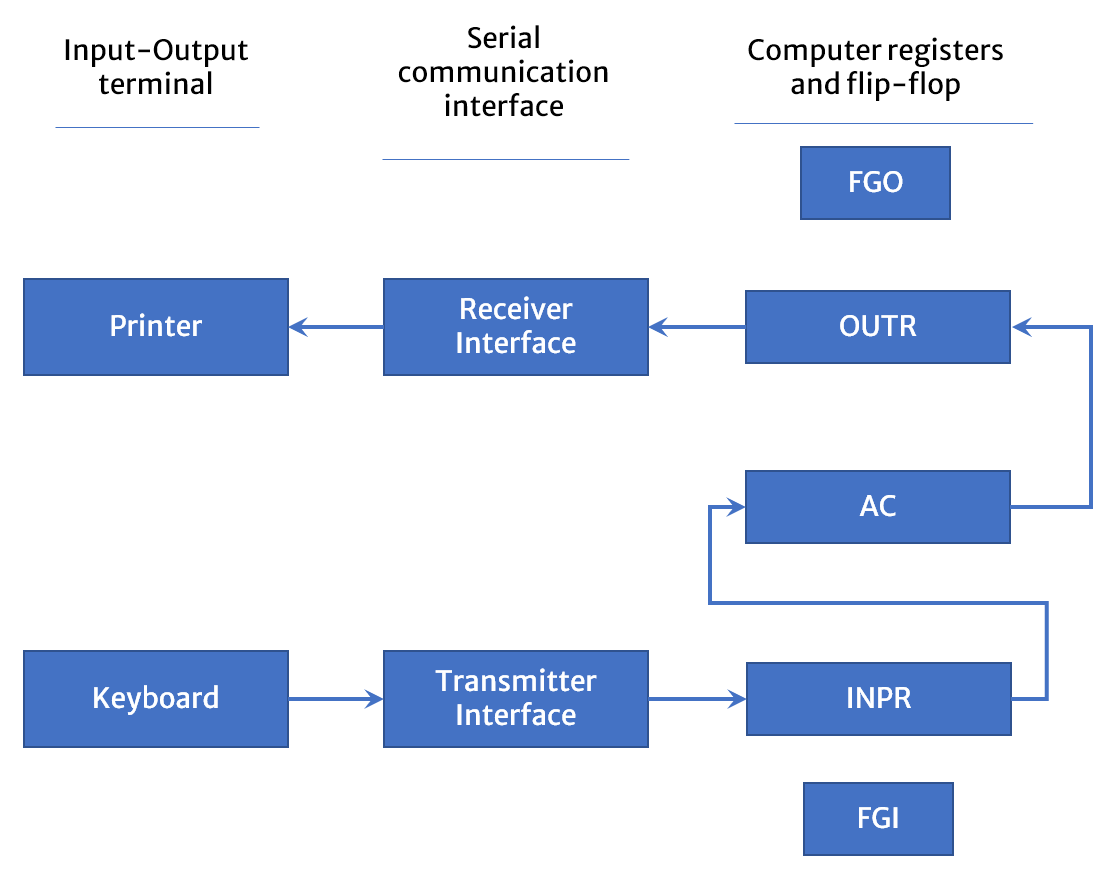 Input-Output
terminal
Serial
communication
interface
Computer registers
and flip-flop
FGO
Printer
Receiver
Interface
OUTR
AC
Keyboard
Transmitter
Interface
INPR
FGI